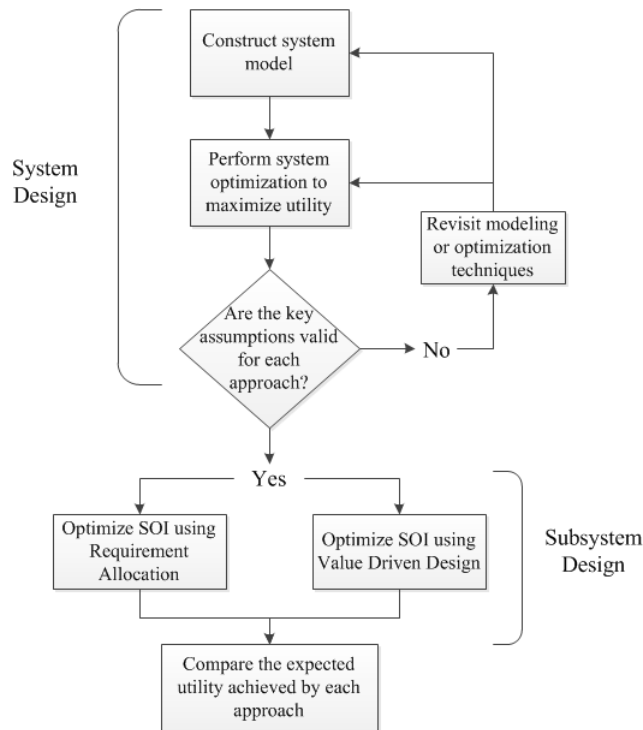 Construct system
model
System
Design
Perform system
optimization to
maximize utility
Revisit modeling
or optimization
techniques
Are the key
assumptions valid
for each
approach?
No
Yes
Optimize SOI using
Requirement
Allocation
Optimize SOI using
Value Driven Design
Subsystem
Design
Compare the expected
utility achieved by each
approach